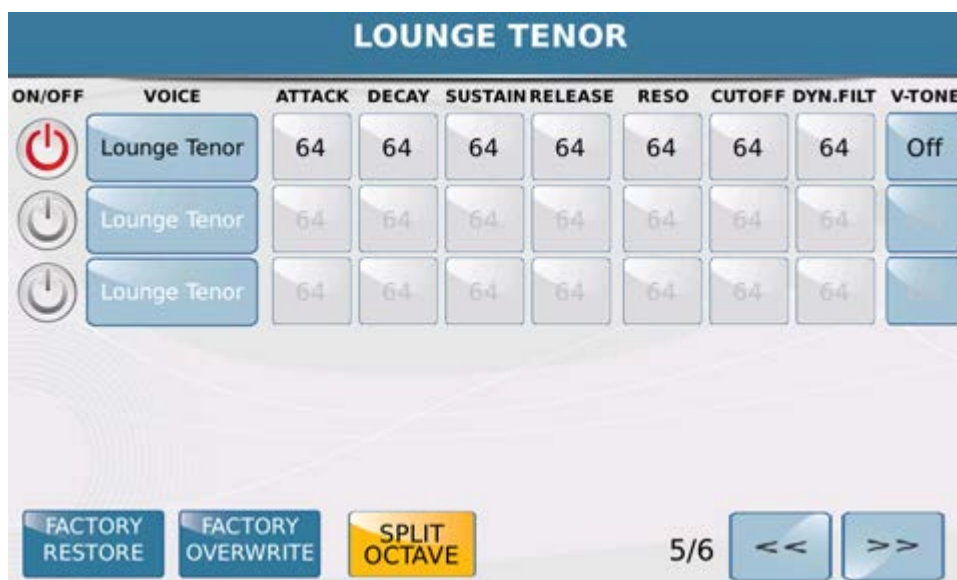 LOUNGE TENOR
ON/OFF VOICE ATTACK DECAY SUSTAIN RELEASE RESO CUTOFF DYN.FILT V-TONE
Lounge Tenor 64 64 64 64 64 64 64 Off
Lounge Tenor 64 64 64 64 64 64 64
Lounge Tenor 64 64 64 64 64 64 64
FACTORY RESTORE
FACTORY OVERWRITE
SPLIT OCTAVE
5/6 << >>